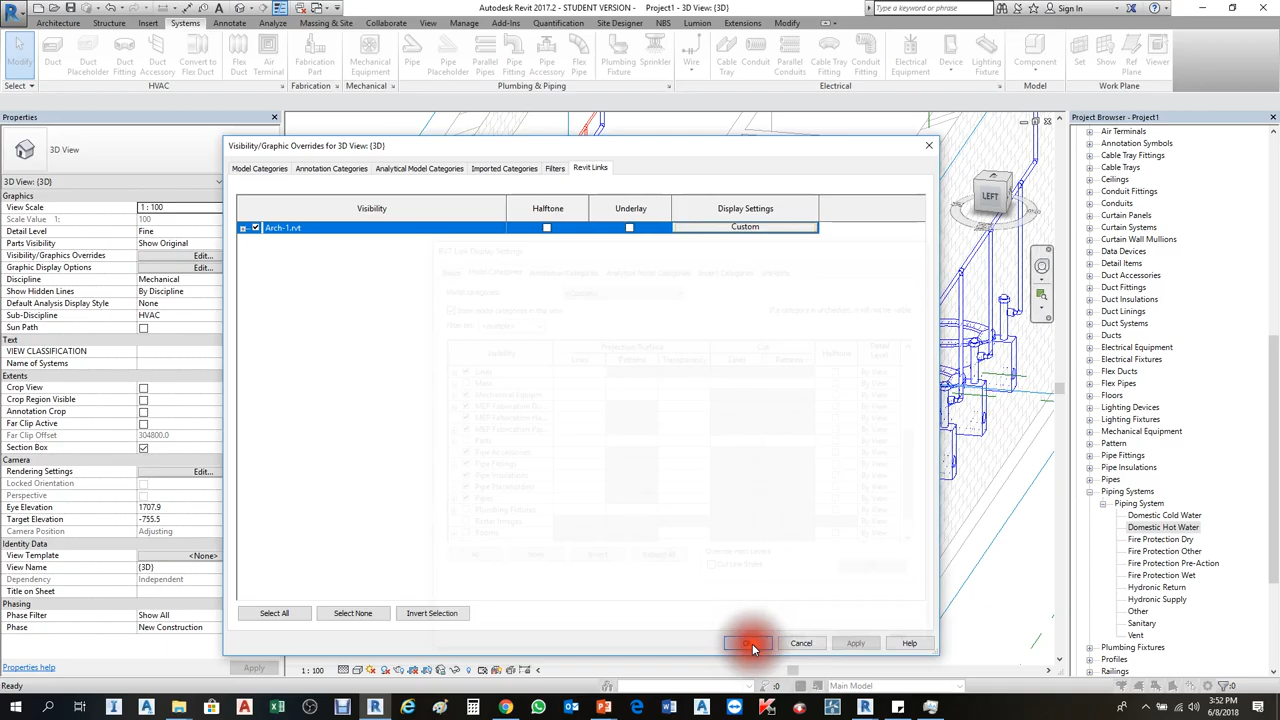 Autodesk Revit 2017.2 - STUDENT VERSION - Project1 - 3D View: {3D}
Type a keyword or phrase
Sign In
Architecture Structure Insert Systems Annotate Analyze Massing & Site Collaborate View Manage Add-Ins Quantification Site Designer NBS Lumion Extensions Modify
Modify
Duct
Duct Placeholder
Duct Fitting
Duct Accessory
Convert to Flex Duct
Flex Duct
Air Terminal
Fabrication Part
Mechanical Equipment
Pipe
Pipe Placeholder
Parallel Pipes
Pipe Fitting
Pipe Accessory
Flex Pipe
Plumbing Fixture
Sprinkler
Wire
Cable Tray
Conduit
Parallel Conduits
Cable Tray Fitting
Conduit Fitting
Electrical Equipment
Device
Lighting Fixture
Component
Set
Show
Ref Plane
Viewer
Select HVAC Fabrication Mechanical Plumbing & Piping Electrical Model Work Plane
Properties
3D View
3D View: {3D}
Graphics
View Scale 1 : 100
Scale Value 1: 100
Detail Level Fine
Parts Visibility Show Original
Visibility/Graphics Overrides Edit...
Graphic Display Options Edit...
Discipline Mechanical
Show Hidden Lines By Discipline
Default Analysis Display Style None
Sub-Discipline HVAC
Sun Path
Text
VIEW CLASSIFICATION
Name of Systems
Extents
Crop View
Crop Region Visible
Annotation Crop
Far Clip Active
Far Clip Offset 304800.0
Section Box
Camera
Rendering Settings Edit...
Locked Orientation
Perspective
Eye Elevation 1707.9
Target Elevation -755.5
Camera Position Adjusting
Identity Data
View Template <None>
View Name {3D}
Dependency Independent
Title on Sheet
Phasing
Phase Filter Show All
Phase New Construction
Properties help Apply
Visibility/Graphic Overrides for 3D View: {3D}
Model Categories Annotation Categories Analytical Model Categories Imported Categories Filters Revit Links
Visibility Halftone Underlay Display Settings
Arch-1.rvt Custom
RVT Link Display Settings
Select All Select None Invert Selection
Cancel Apply Help
LEFT
Project Browser - Project1
Air Terminals
Annotation Symbols
Cable Tray Fittings
Cable Trays
Ceilings
Conduit Fittings
Conduits
Curtain Panels
Curtain Systems
Curtain Wall Mullions
Data Devices
Detail Items
Duct Accessories
Duct Fittings
Duct Insulations
Duct Linings
Duct Systems
Ducts
Electrical Equipment
Electrical Fixtures
Flex Ducts
Flex Pipes
Floors
Lighting Devices
Lighting Fixtures
Mechanical Equipment
Pattern
Pipe Fittings
Pipe Insulations
Pipes
Piping Systems
Piping System
Domestic Cold Water
Domestic Hot Water
Fire Protection Dry
Fire Protection Other
Fire Protection Pre-Action
Fire Protection Wet
Hydronic Return
Hydronic Supply
Other
Sanitary
Vent
Plumbing Fixtures
Profiles
Railings
1 : 100
Ready
:0
Main Model
:0
3:52 PM
6/8/2018